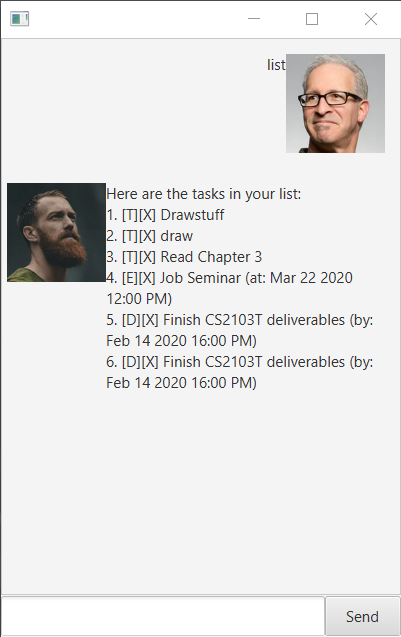 list
Here are the tasks in your list:
1. [T][X] Drawstuff
2. [T][X] draw
3. [T][X] Read Chapter 3
4. [E][X] Job Seminar (at: Mar 22 2020
12:00 PM)
5. [D][X] Finish CS2103T deliverables (by:
Feb 14 2020 16:00 PM)
6. [D][X] Finish CS2103T deliverables (by:
Feb 14 2020 16:00 PM)
Send